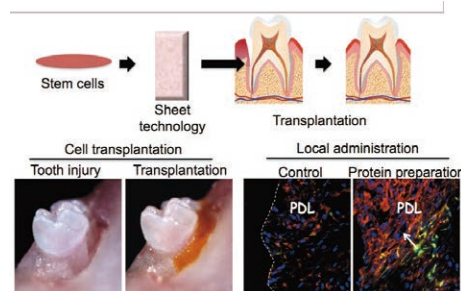 Stem cells
Sheet
technology
Transplantation
Cell transplantation
Tooth injury Transplantation
Local administration
Control Protein preparation
PDL
PDL